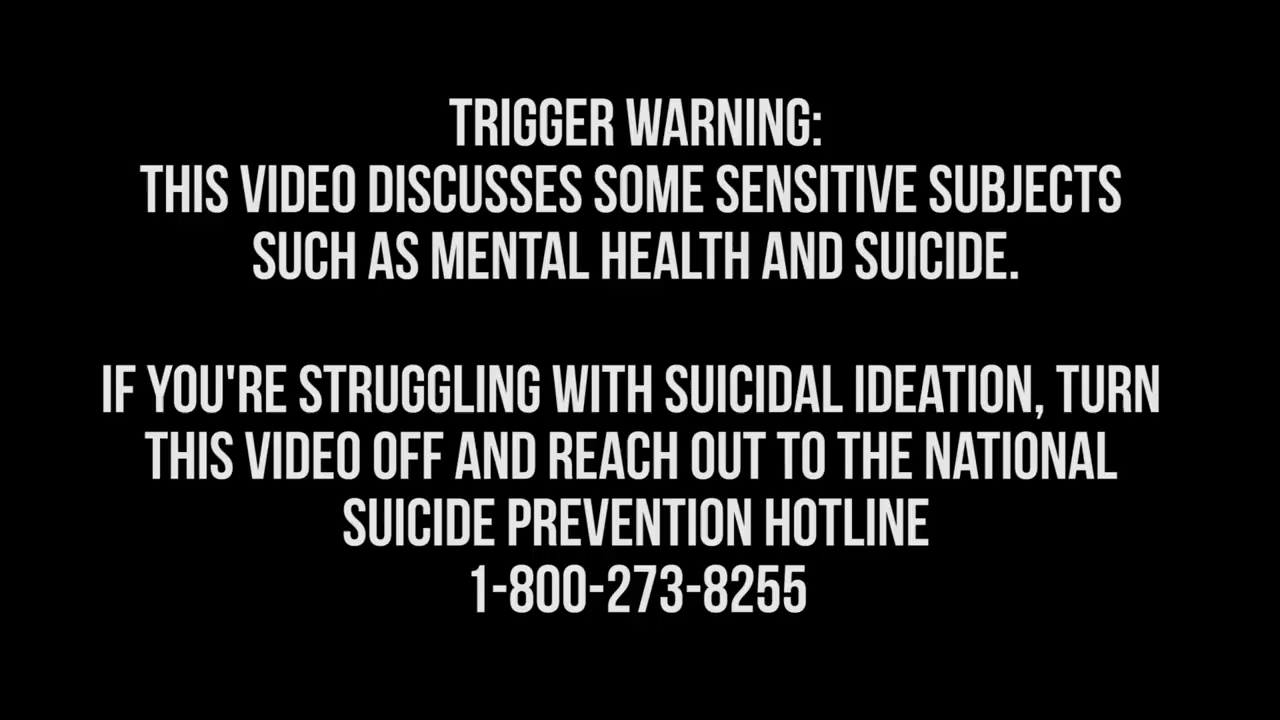 TRIGGER WARNING:
THIS VIDEO DISCUSSES SOME SENSITIVE SUBJECTS
SUCH AS MENTAL HEALTH AND SUICIDE.
IF YOU'RE STRUGGLING WITH SUICIDAL IDEATION, TURN
THIS VIDEO OFF AND REACH OUT TO THE NATIONAL
SUICIDE PREVENTION HOTLINE
1-800-273-8255